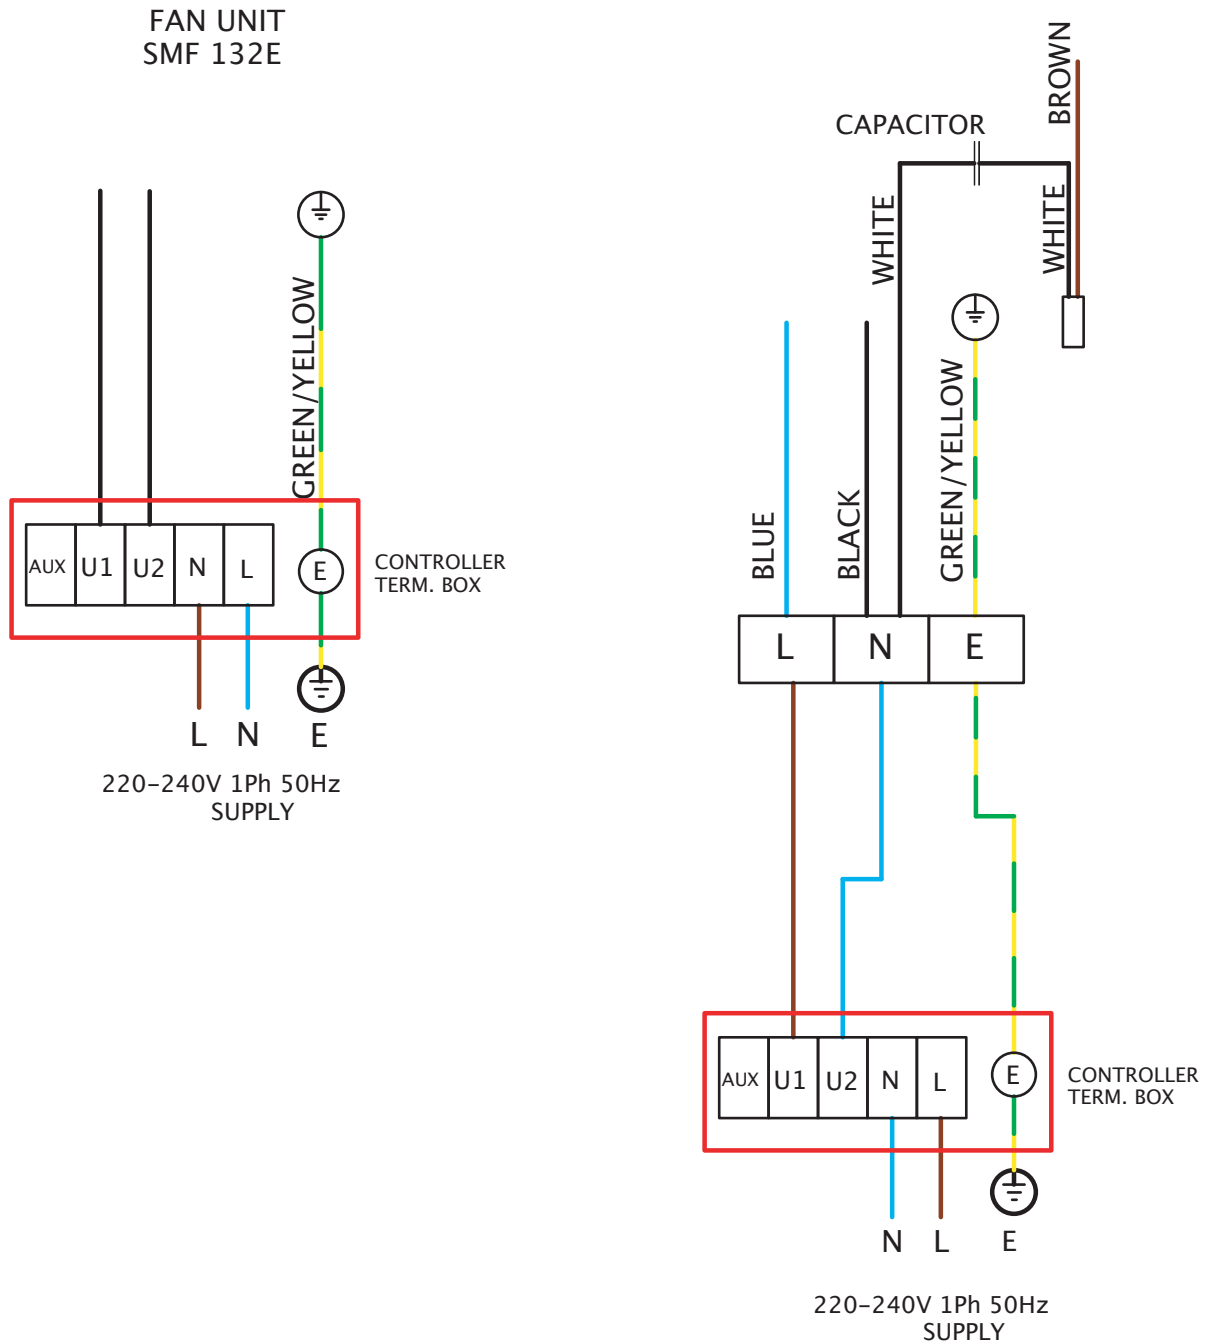 FAN UNIT
SMF 132E
GREEN/YELLOW
AUX U1 U2 N L E
CONTROLLER
TERM. BOX
L N E
220-240V 1Ph 50Hz
SUPPLY
BROWN
CAPACITOR
WHITE
WHITE
BLUE
BLACK
GREEN/YELLOW
L N E
AUX U1 U2 N L E
CONTROLLER
TERM. BOX
N L E
220-240V 1Ph 50Hz
SUPPLY